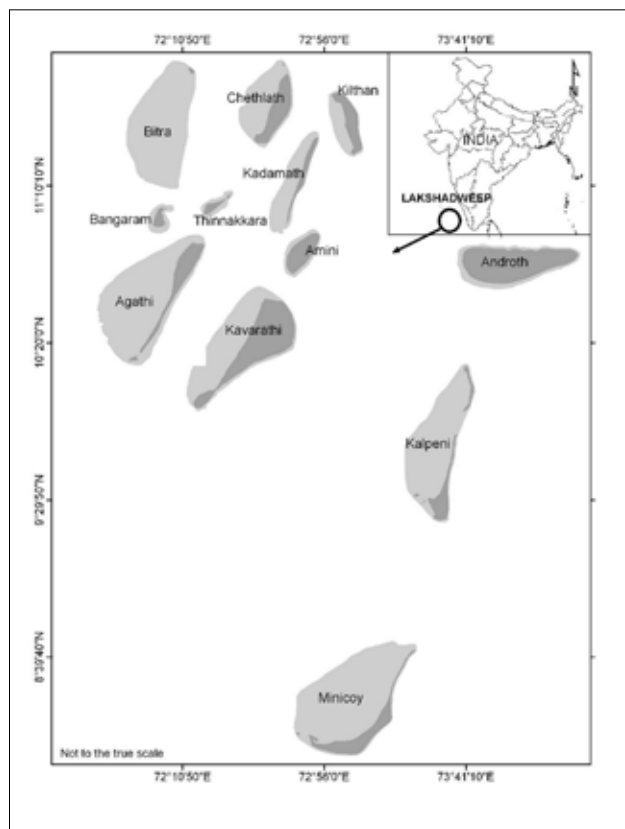 72°10'50"E 72°56'0"E 73°41'10"E
Chethlath
Kilthan
Bitra
INDIA
N
Kadamath
11°10'10"N
LAKSHADWEEP
Bangaram
Thinnakkara
Amini
Androth
Agathi
Kavarathi
10°20'0"N
Kalpeni
9°29'50"N
8°39'40"N
Minicoy
Not to the true scale
72°10'50"E 72°56'0"E 73°41'10"E